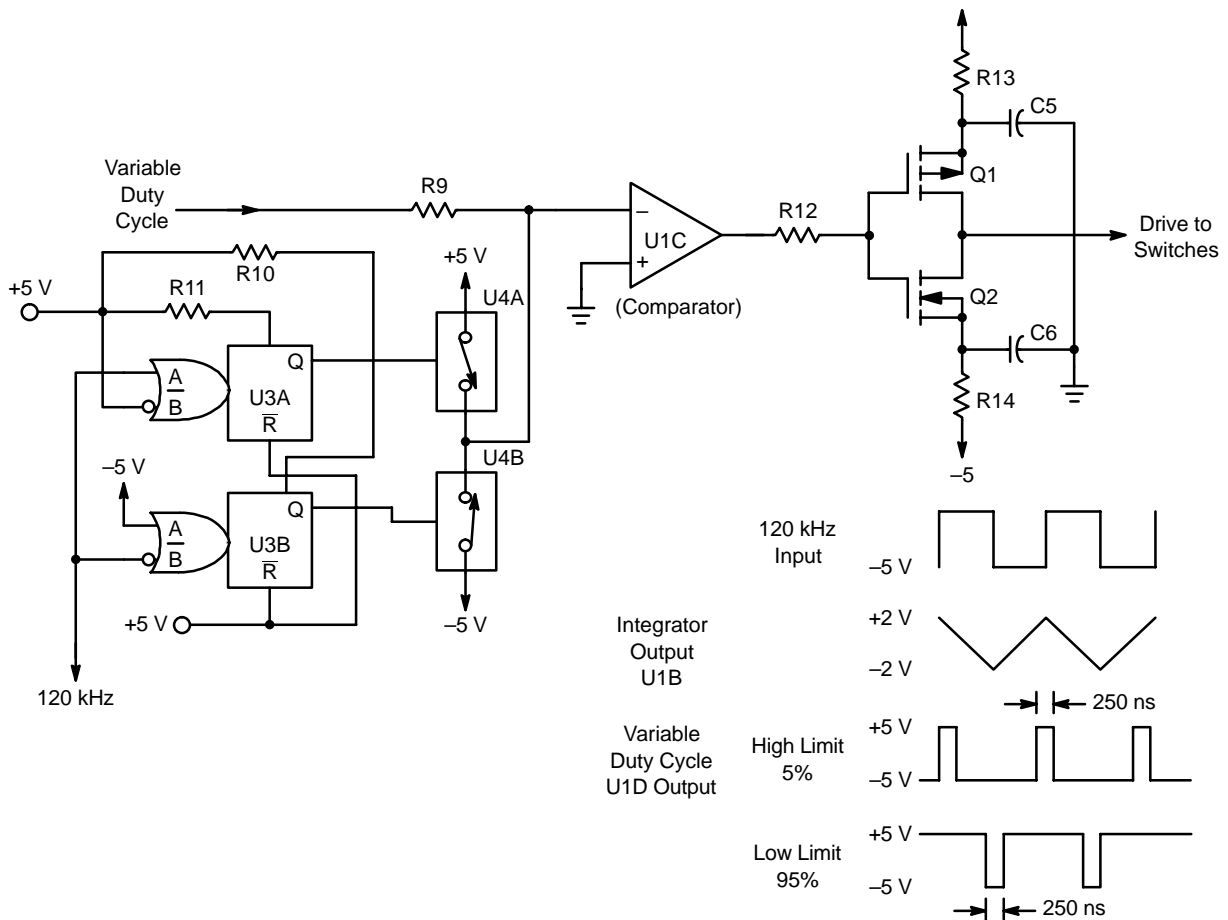 R13
C5
Variable
Duty
Cycle
R9
Q1
R12
–
U1C
+
(Comparator)
Drive to
Switches
R10
+5 V
U4A
+5 V
R11
Q2
C6
A
B
Q
U3A
R
R14
–5 V
U4B
–5
A
B
Q
U3B
R
+5 V
–5 V
120 kHz
120 kHz
Input
–5 V
Integrator
Output
U1B
+2 V
–2 V
250 ns
Variable
Duty Cycle
U1D Output
High Limit
5%
+5 V
–5 V
Low Limit
95%
+5 V
–5 V
250 ns